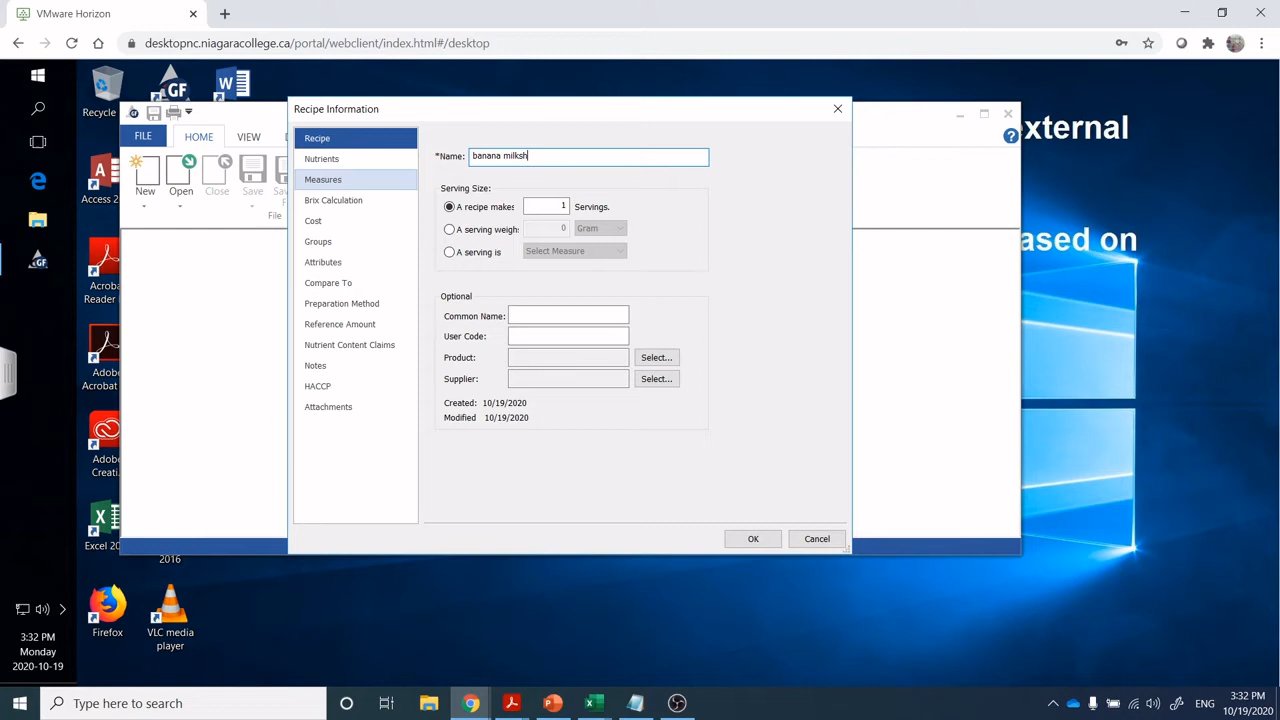 VMware Horizon
desktopnc.niagaracollege.ca/portal/webclient/index.html#/desktop
Recycle
GF
W
xternal
ased on
Recipe Information
FILE
HOME
VIEW
New
Open
Close
Save
File
Access 2
Acroba
Reader
Adobe
Acrobat
Adobe
Creati.
Excel 20
2016
Firefox
VLC media
player
Recipe
Nutrients
Measures
Brix Calculation
Cost
Groups
Attributes
Compare To
Preparation Method
Reference Amount
Nutrient Content Claims
Notes
HACCP
Attachments
*Name: banana milksh
Serving Size:
A recipe makes 1 Servings.
A serving weighs 0 Gram
A serving is Select Measure
Optional
Common Name:
User Code:
Product: Select...
Supplier: Select...
Created: 10/19/2020
Modified 10/19/2020
OK
Cancel
3:32 PM
Monday
2020-10-19
Type here to search
3:32 PM
10/19/2020